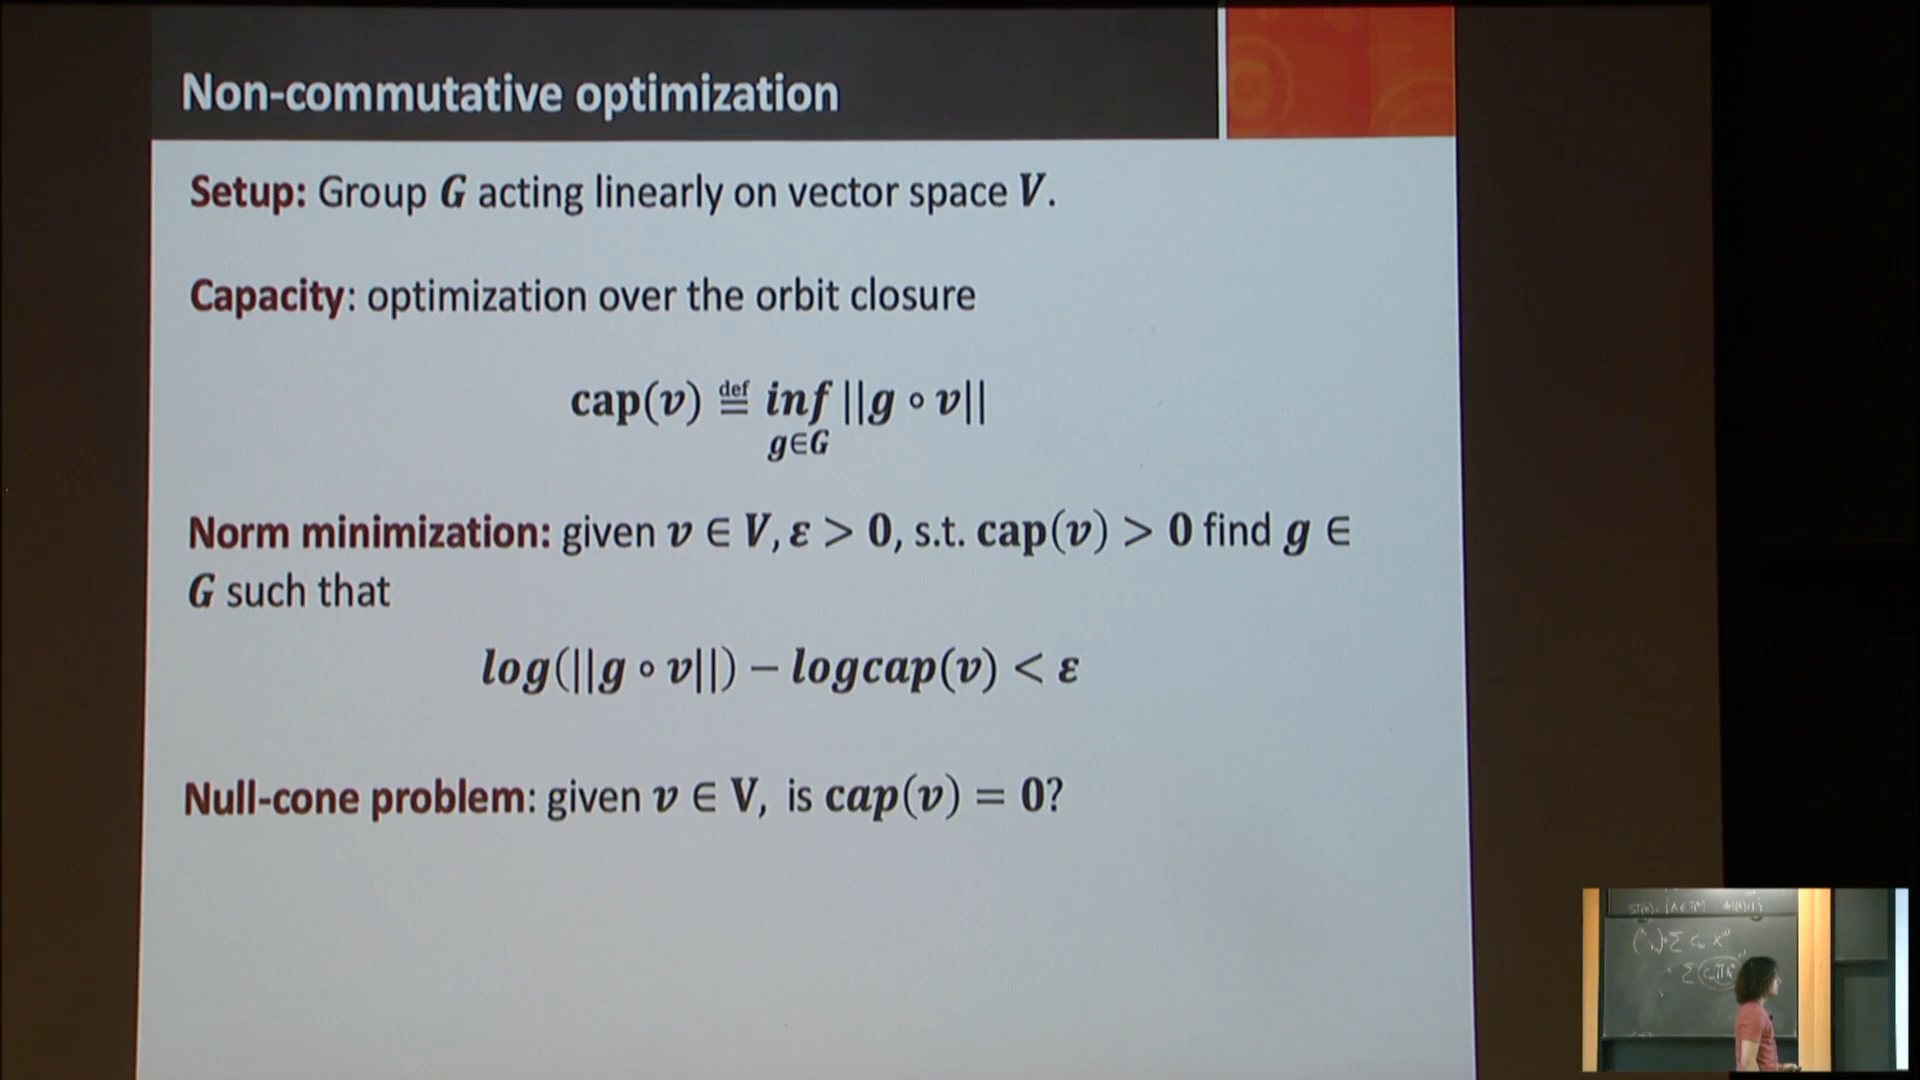 Non-commutative optimization
Setup: Group G acting linearly on vector space V.
Capacity: optimization over the orbit closure
cap(v) ≝ inf ||g ∘ v||
g∈G
Norm minimization: given v ∈ V, ε > 0, s.t. cap(v) > 0 find g ∈
G such that
log(||g ∘ v||) − logcap(v) < ε
Null-cone problem: given v ∈ V, is cap(v) = 0?